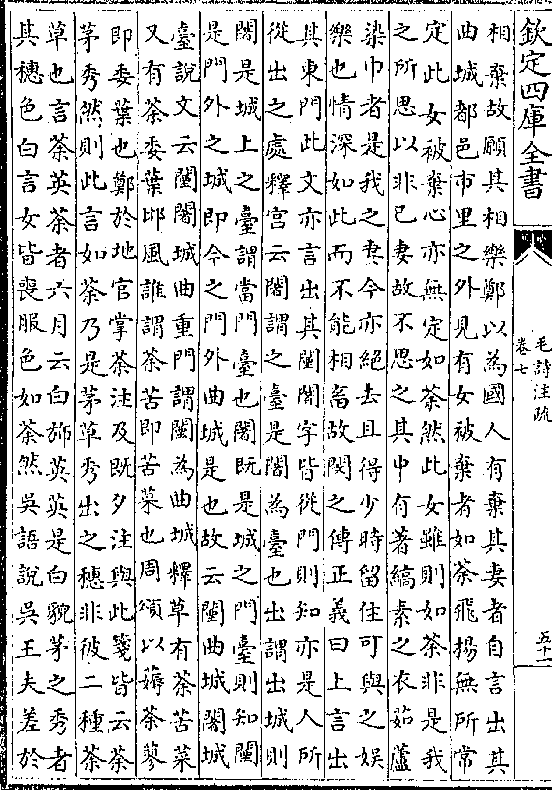 欽定四庫全書
毛詩注疏
卷七
五十一
相棄故願其相樂鄭以為國人有棄其妻者自言出其
曲城都邑市里之外見有女被棄者如荼飛揚無所常
定此女被棄心亦無定如荼然此女雖則如荼非是我
之所思以非已妻故不思之其中有著縞素之衣茹蘆
染巾者是我之妻今亦絕去且得少時留住可與之娱
樂也情深如此而不能相畜故閔之傳正義曰上言出
其東門此文亦言出其闉闍字皆從門則知亦是人所
從出之處釋宫云闍謂之臺是闍為臺也出謂出城則
闍是城上之臺謂當門臺也闍既是城之門臺則知闉
是門外之城即今之門外曲城是也故云闉曲城闍城
臺說文云闉闍城曲重門謂闉為曲城釋草有荼苦菜
又有荼委葉邶風誰謂荼苦即苦菜也周頌以薅荼蓼
即委葉也鄭於地官掌荼注及既夕注與此箋皆云荼
茅秀然則此言如荼乃是茅草秀出之穗非彼二種荼
草也言荼英荼者六月云白斾英英是白貌茅之秀者
其穗色白言女皆喪服色如荼然吳語說吳王夫差於